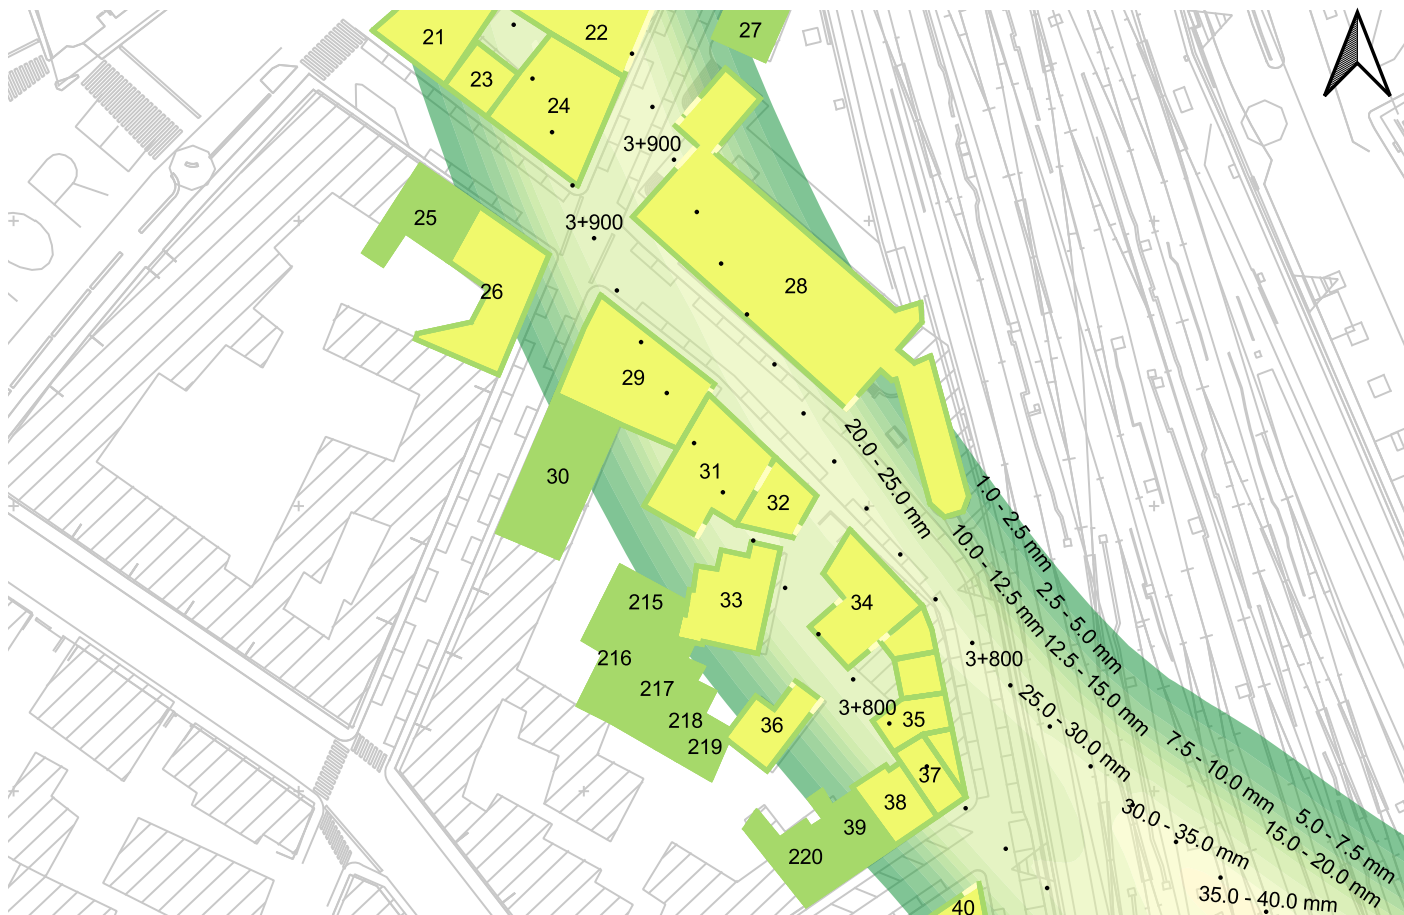 21
22
27
23
24
3+900
25
3+900
26
28
29
20.0 - 25.0 mm
31
30
32
1.0 - 2.5 mm
10.0 - 12.5 mm
2.5 - 5.0 mm
215
33
34
12.5 - 15.0 mm
216
3+800
217
25.0 - 30.0 mm
3+800
218
35
36
219
7.5 - 10.0 mm
37
38
30.0 - 35.0 mm
5.0 - 7.5 mm
39
15.0 - 20.0 mm
220
35.0 - 40.0 mm
40